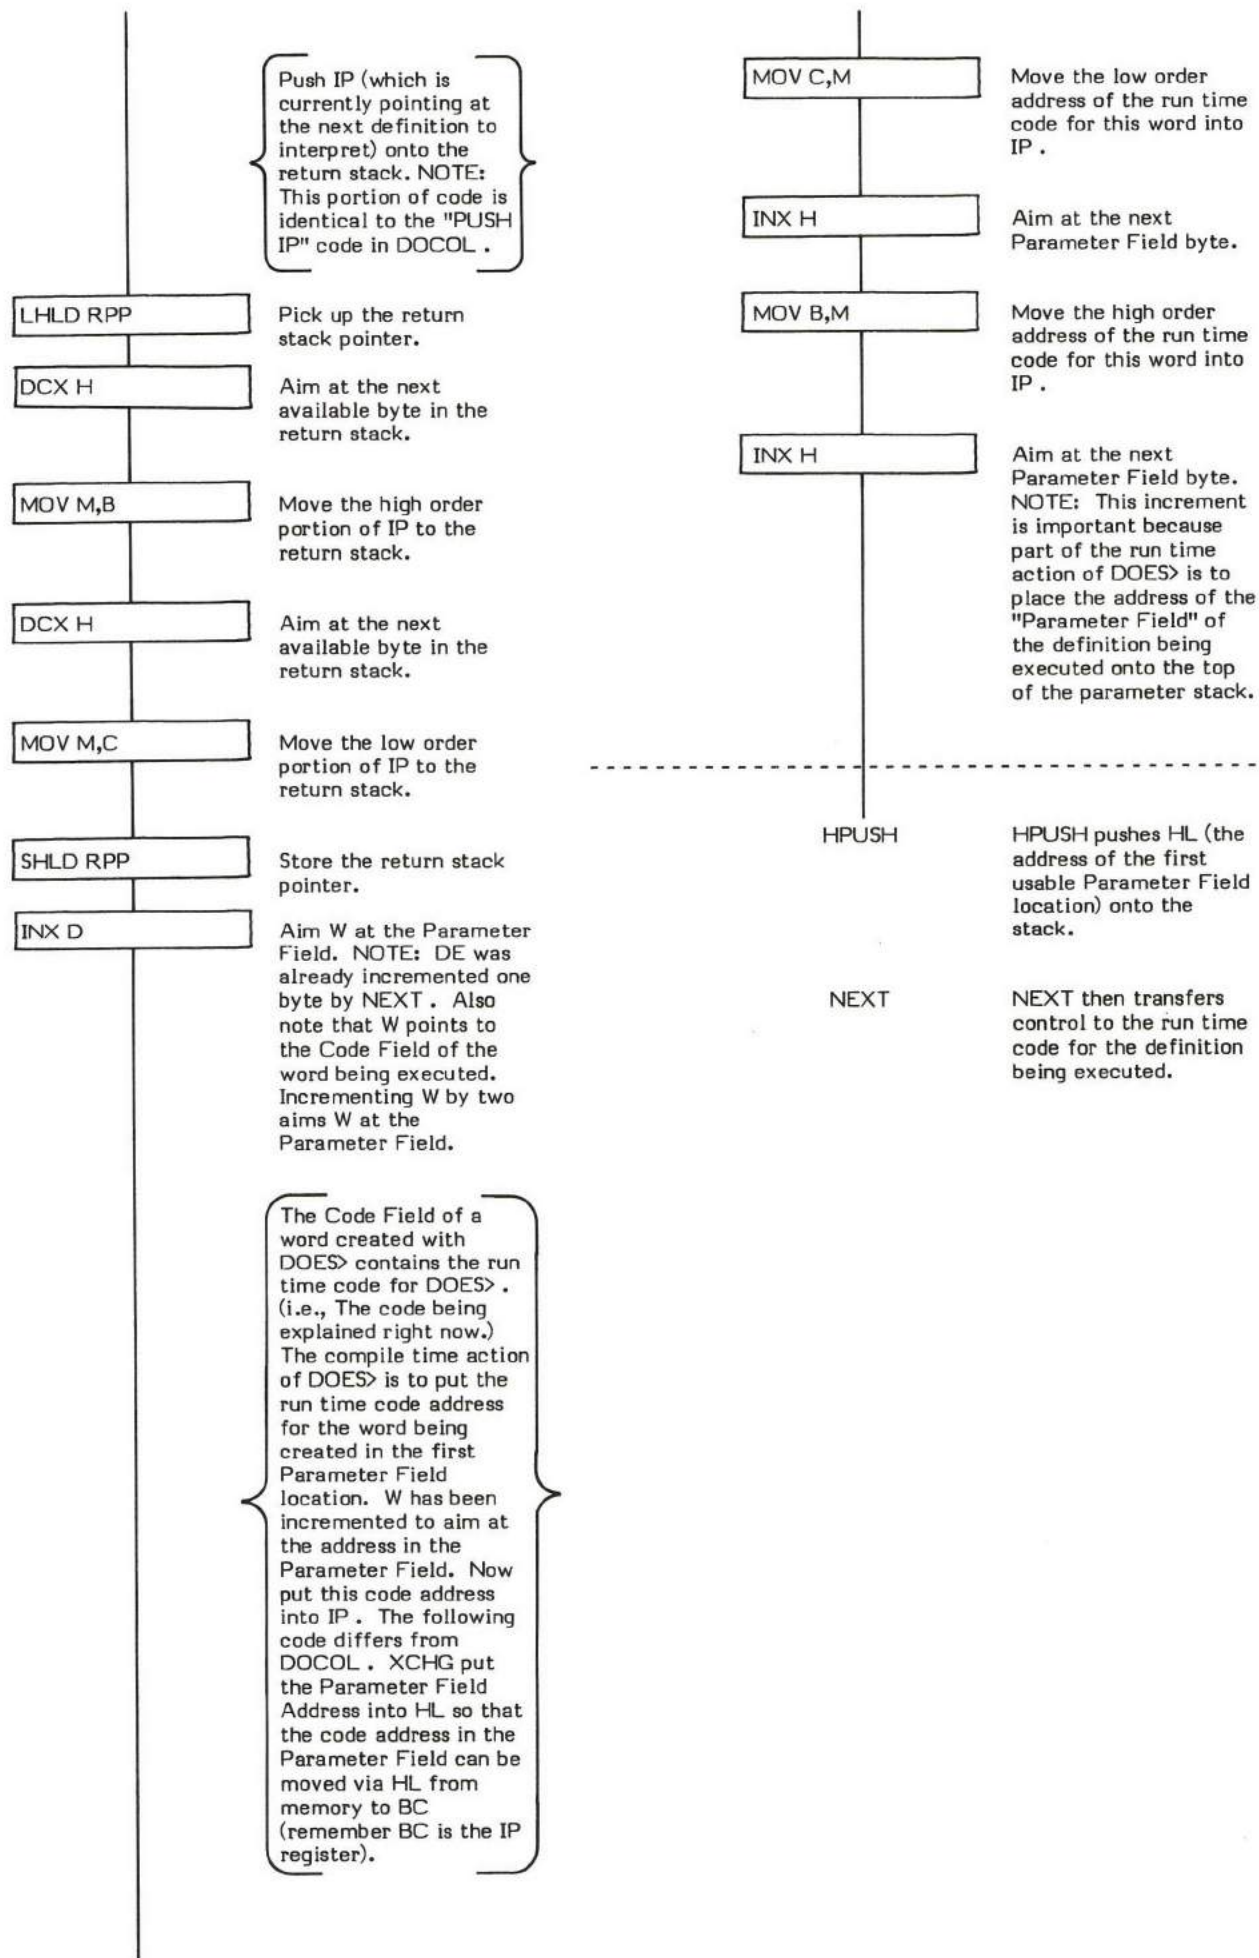 Push IP (which is
currently pointing at
the next definition to
interpret) onto the
return stack. NOTE:
This portion of code is
identical to the "PUSH
IP" code in DOCOL .
LHLD RPP
Pick up the return
stack pointer.
DCX H
Aim at the next
available byte in the
return stack.
MOV M,B
Move the high order
portion of IP to the
return stack.
DCX H
Aim at the next
available byte in the
return stack.
MOV M,C
Move the low order
portion of IP to the
return stack.
SHLD RPP
Store the return stack
pointer.
INX D
Aim W at the Parameter
Field. NOTE: DE was
already incremented one
byte by NEXT . Also
note that W points to
the Code Field of the
word being executed.
Incrementing W by two
aims W at the
Parameter Field.
The Code Field of a
word created with
DOES> contains the run
time code for DOES> .
(i.e., The code being
explained right now.)
The compile time action
of DOES> is to put the
run time code address
for the word being
created in the first
Parameter Field
location. W has been
incremented to aim at
the address in the
Parameter Field. Now
put this code address
into IP . The following
code differs from
DOCOL . XCHG put
the Parameter Field
Address into HL so that
the code address in the
Parameter Field can be
moved via HL from
memory to BC
(remember BC is the IP
register).
MOV C,M
Move the low order
address of the run time
code for this word into
IP .
INX H
Aim at the next
Parameter Field byte.
MOV B,M
Move the high order
address of the run time
code for this word into
IP .
INX H
Aim at the next
Parameter Field byte.
NOTE: This increment
is important because
part of the run time
action of DOES> is to
place the address of the
"Parameter Field" of
the definition being
executed onto the top
of the parameter stack.
HPUSH
HPUSH pushes HL (the
address of the first
usable Parameter Field
location) onto the
stack.
NEXT
NEXT then transfers
control to the run time
code for the definition
being executed.